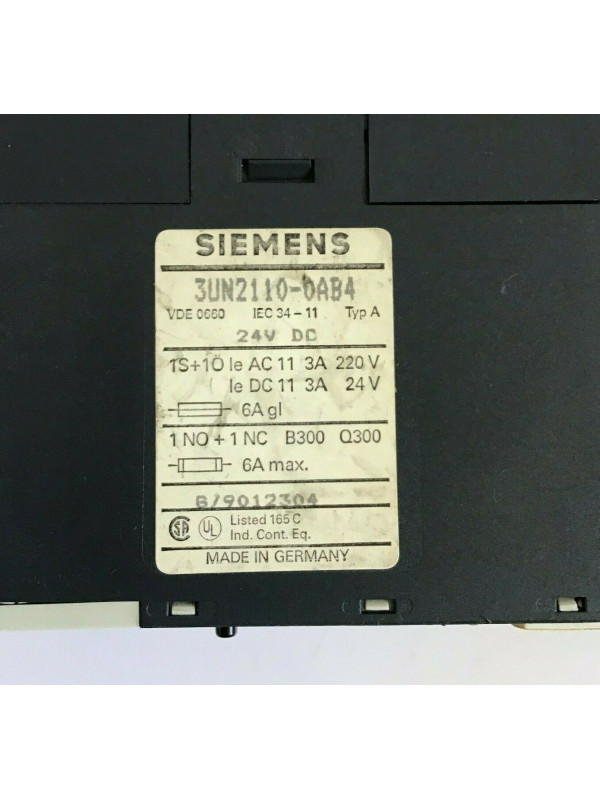 SIEMENS
3UN2110-0AB4
VDE 0660 IEC 34-11 Typ A
24V DC
1S+1Ö Ie AC 11 3A 220 V
Ie DC 11 3A 24 V
6A gl
1 NO + 1 NC B300 Q300
6A max.
G/9012304
SA UL Listed 165 C
Ind. Cont. Eq.
MADE IN GERMANY